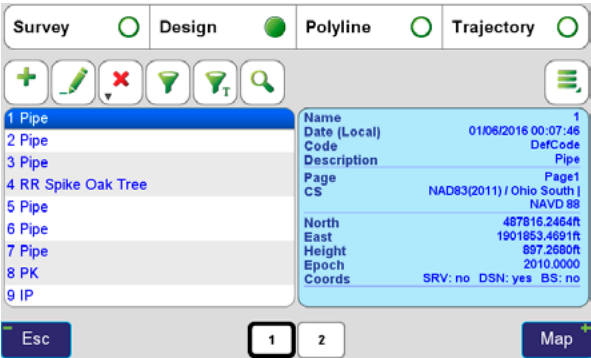 Survey Design Polyline Trajectory
T
1 Pipe
2 Pipe
3 Pipe
4 RR Spike Oak Tree
5 Pipe
6 Pipe
7 Pipe
8 PK
9 IP
Name 1
Date (Local) 01/06/2016 00:07:46
Code DefCode
Description Pipe
Page Page1
CS NAD83(2011) / Ohio South |
NAVD 88
North 487816.2464ft
East 1901853.4691ft
Height 897.2680ft
Epoch 2010.0000
Coords SRV: no DSN: yes BS: no
Esc 1 2 Map